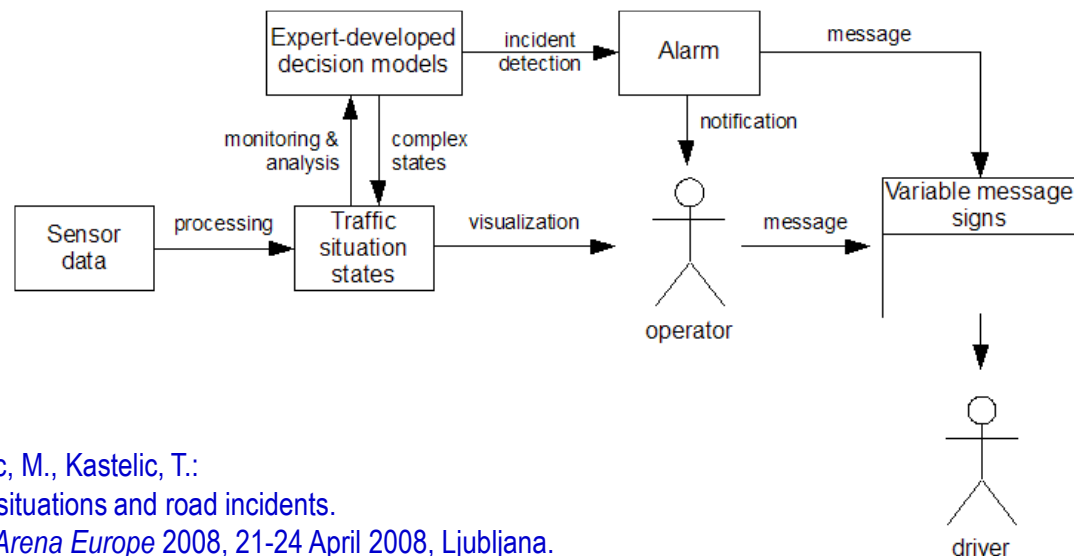 Expert-developed
decision models
incident
detection
Alarm
message
monitoring &
analysis
complex
states
notification
Sensor
data
processing
Traffic
situation
states
visualization
operator
message
Variable message
signs
driver
M., Kastelic, T.:
situations and road incidents.
Arena Europe 2008, 21-24 April 2008, Ljubljana.